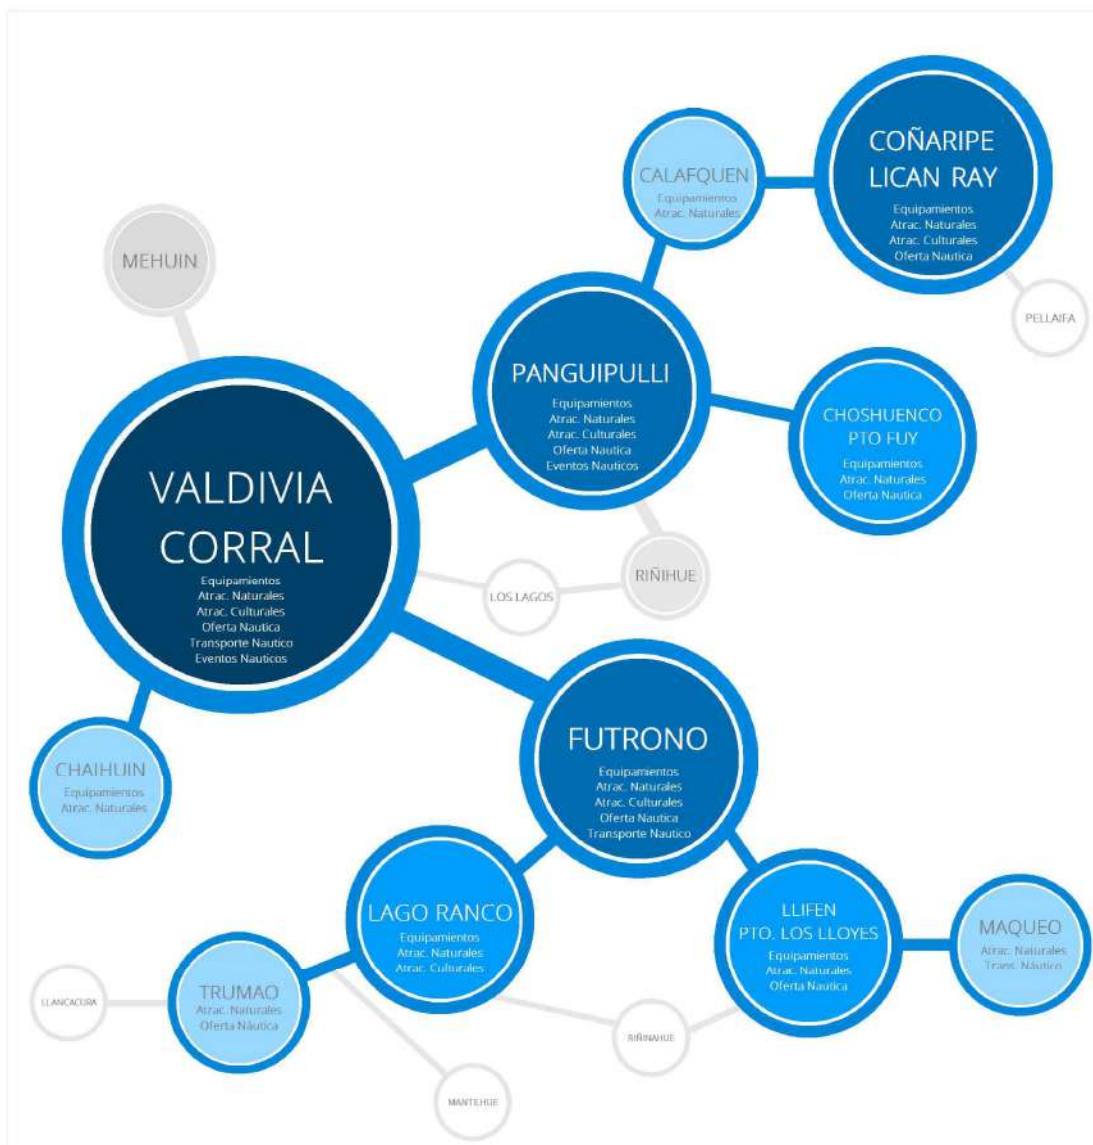 COÑARIPE
LICAN RAY
Equipamientos
Atrac. Naturales
Atrac. Culturales
Oferta Nautica
CALAFQUEN
Equipamientos
Atrac. Naturales
MEHUIN
PELLAIFA
PANGUIPULLI
Equipamientos
Atrac. Naturales
Atrac. Culturales
Oferta Nautica
Eventos Nauticos
CHOSHUENCO
PTO FUY
Equipamientos
Atrac. Naturales
Oferta Nautica
VALDIVIA
CORRAL
Equipamientos
Atrac. Naturales
Atrac. Culturales
Oferta Nautica
Transporte Nautico
Eventos Nauticos
LOS LAGOS
RIÑIHUE
CHAIHUIN
Equipamientos
Atrac. Naturales
FUTRONO
Equipamientos
Atrac. Naturales
Atrac. Culturales
Oferta Nautica
Transporte Nautico
LAGO RANCO
Equipamientos
Atrac. Naturales
Atrac. Culturales
LLIFEN
PTO. LOS LLOYES
Equipamientos
Atrac. Naturales
Oferta Nautica
MAQUEO
Atrac. Naturales
Trans. Náutico
TRUMAO
Atrac. Naturales
Oferta Náutica
LLANCACURA
RIÑINAHUE
MANTEHUE